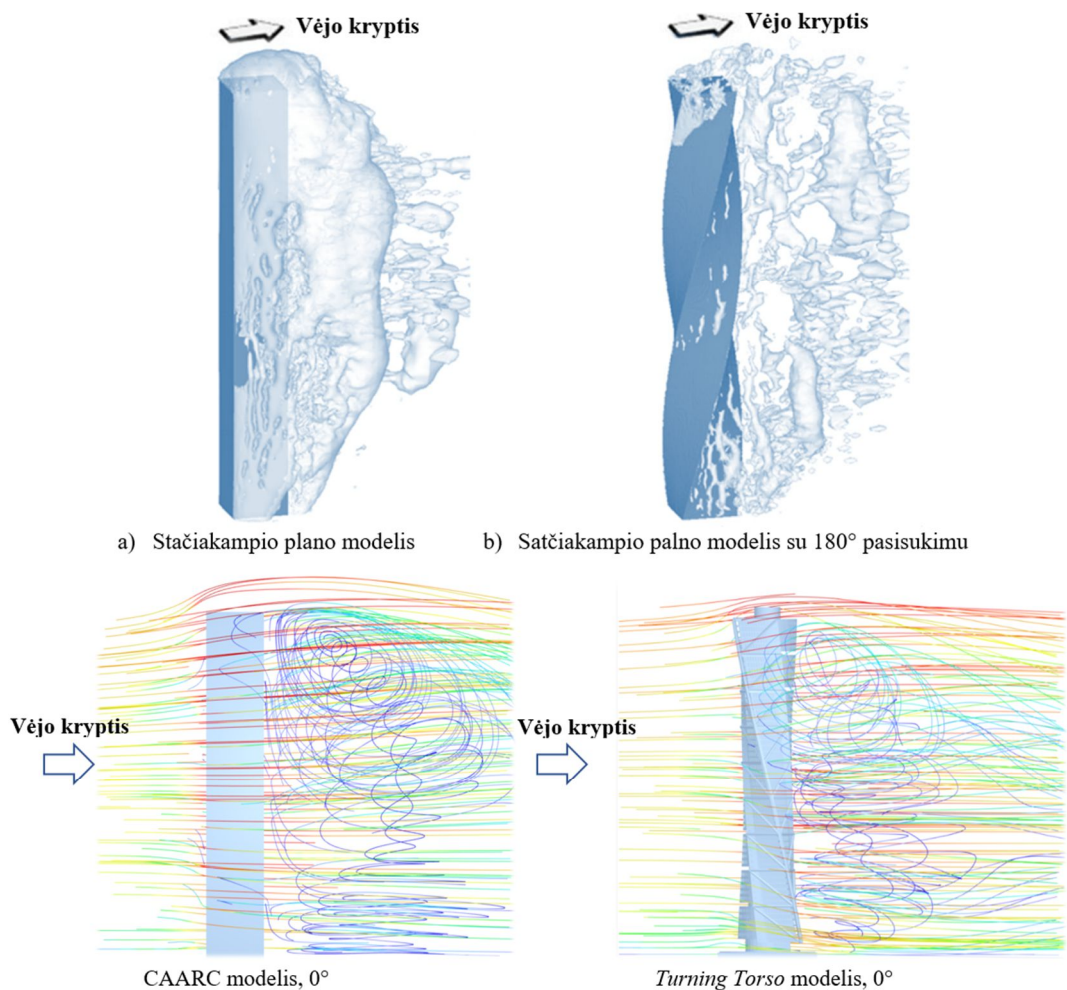 Vėjo kryptis
Vėjo kryptis
a) Stačiakampio plano modelis
b) Satčiakampio palno modelis su 180° pasisukimu
Vėjo kryptis
Vėjo kryptis
CAARC modelis, 0°
Turning Torso modelis, 0°